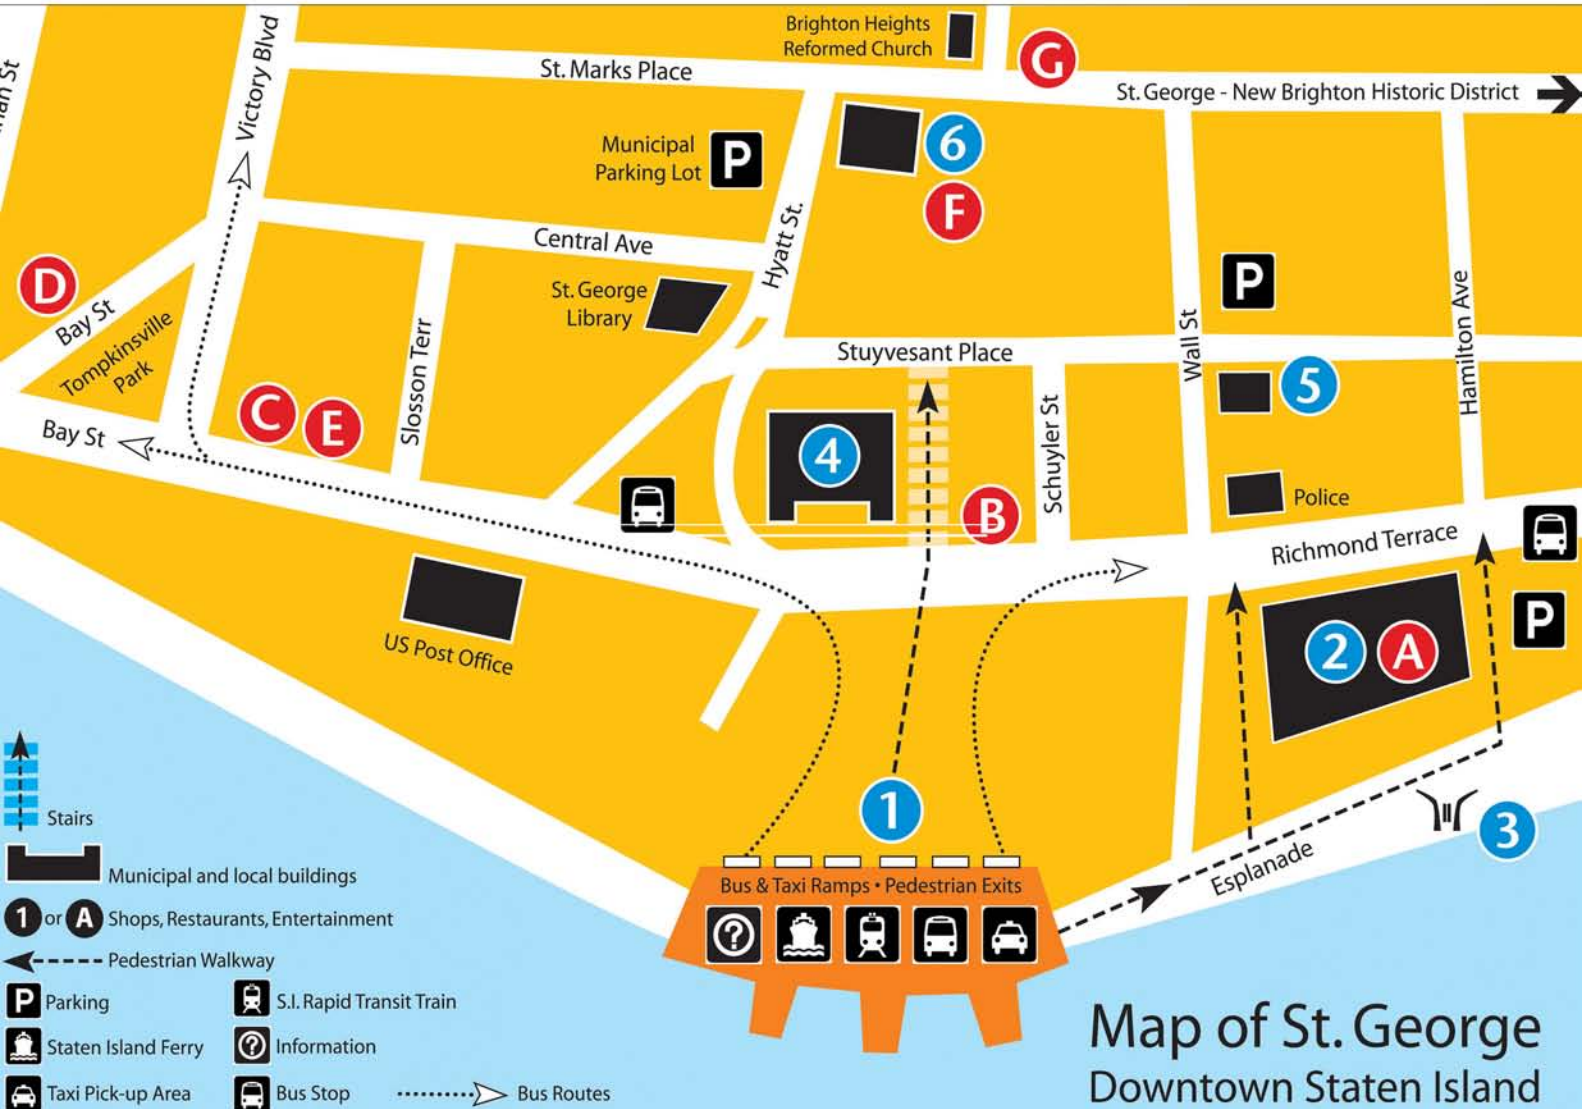 Brighton Heights
Reformed Church
Victory Blvd
St. Marks Place
G
St. George - New Brighton Historic District
Municipal
Parking Lot
P
6
F
Hyatt St.
Central Ave
D
Bay St
Tompkinsville
Park
St. George
Library
P
Wall St
Hamilton Ave
Stuyvesant Place
5
C
E
Slosson Terr
Bay St
4
Schuyler St
B
Police
Richmond Terrace
US Post Office
2
A
P
1
3
Esplanade
Bus & Taxi Ramps • Pedestrian Exits
?
Stairs
Municipal and local buildings
1 or A Shops, Restaurants, Entertainment
Pedestrian Walkway
P Parking
S.I. Rapid Transit Train
Staten Island Ferry
? Information
Taxi Pick-up Area
Bus Stop
Bus Routes
Map of St. George
Downtown Staten Island